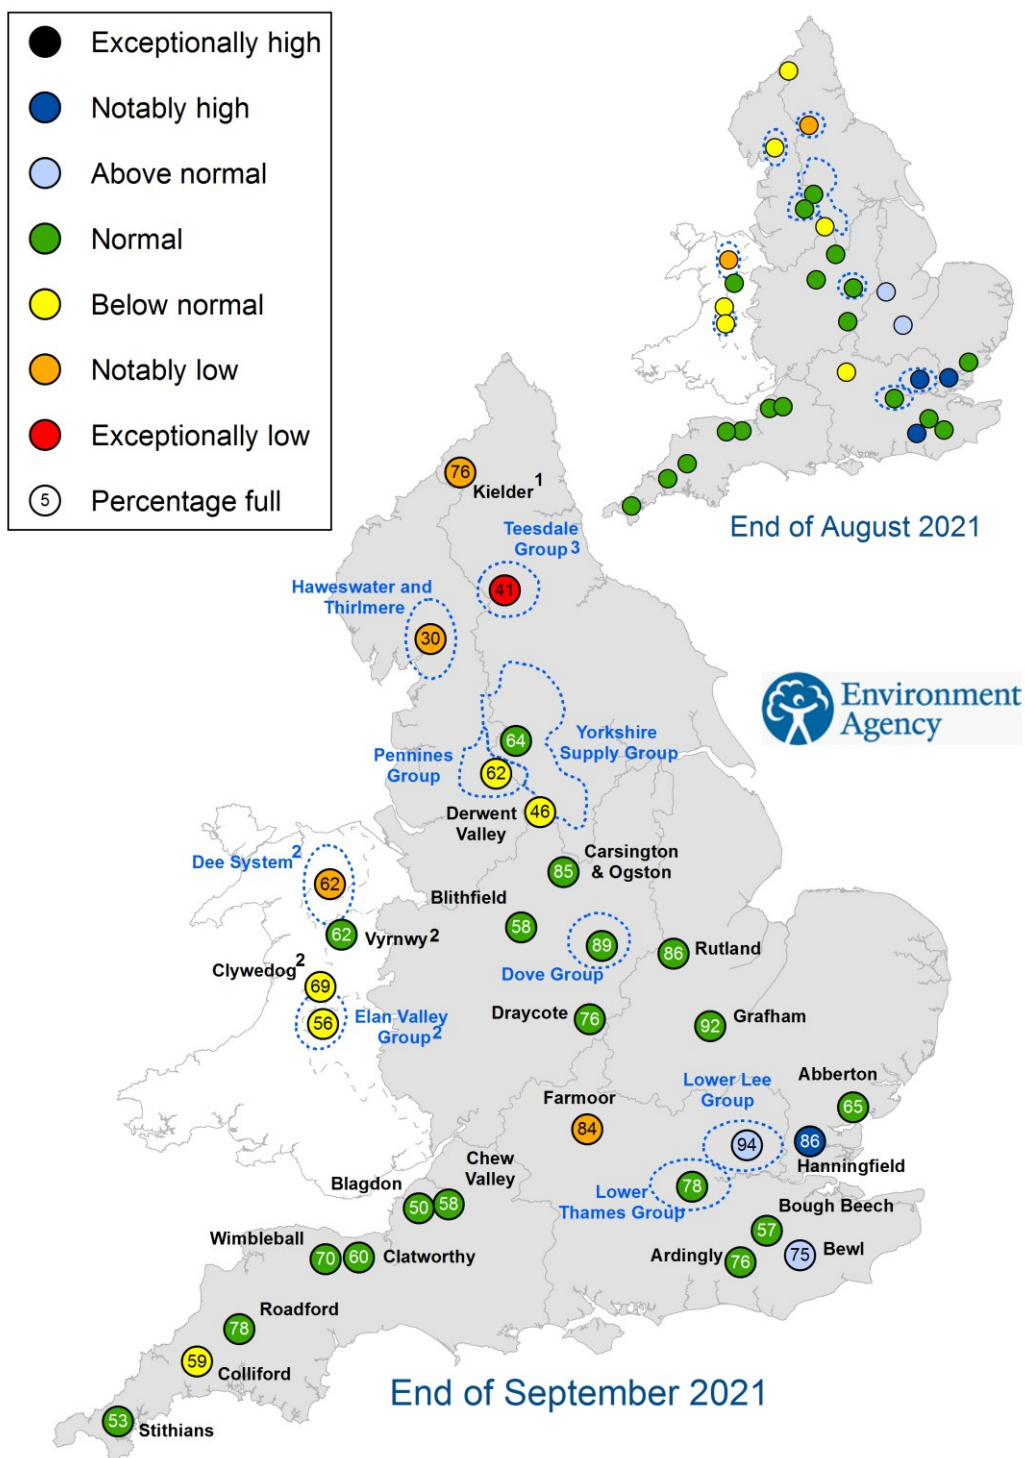 Exceptionally high
Notably high
Above normal
Normal
Below normal
Notably low
Exceptionally low
5 Percentage full
End of August 2021
76
Kielder1
Teesdale
Group3
41
Haweswater and
Thirlmere
30
Environment
Agency
64
Yorkshire
Supply Group
Pennines
Group
62
Derwent
Valley
46
Dee System2
62
Carsington
& Ogston
85
Blithfield
58
62
Vyrnwy2
89
Dove Group
86
Rutland
Clywedog2
69
56
Elan Valley
Group2
Draycote
76
92
Grafham
Lower Lee
Group
94
Abberton
65
Farmoor
84
86
Hanningfield
Chew
Valley
58
Blagdon
50
Lower
Thames Group
78
Bough Beech
57
Wimbleball
70
60
Clatworthy
Ardingly
76
75
Bewl
Roadford
78
59
Colliford
End of September 2021
53
Stithians